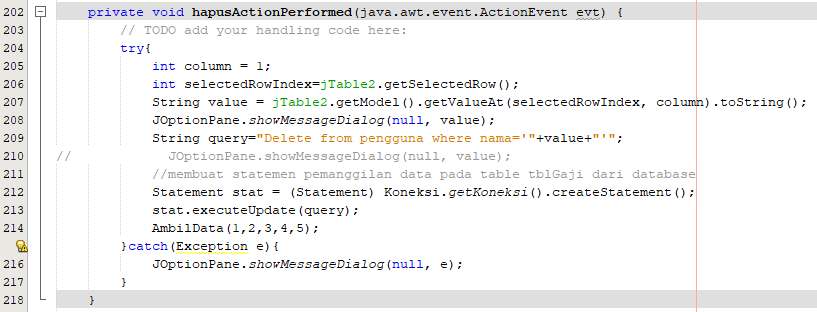 202 private void hapusActionPerformed(java.awt.event.ActionEvent evt) {
203 // TODO add your handling code here:
204 try{
205 int column = 1;
206 int selectedRowIndex=jTable2.getSelectedRow();
207 String value = jTable2.getModel().getValueAt(selectedRowIndex, column).toString();
208 JOptionPane.showMessageDialog(null, value);
209 String query="Delete from pengguna where nama='"+value+"'";
210 // JOptionPane.showMessageDialog(null, value);
211 //membuat statemen pemanggilan data pada table tblGaji dari database
212 Statement stat = (Statement) Koneksi.getKoneksi().createStatement();
213 stat.executeUpdate(query);
214 AmbilData(1,2,3,4,5);
}catch(Exception e){
216 JOptionPane.showMessageDialog(null, e);
217 }
218 }